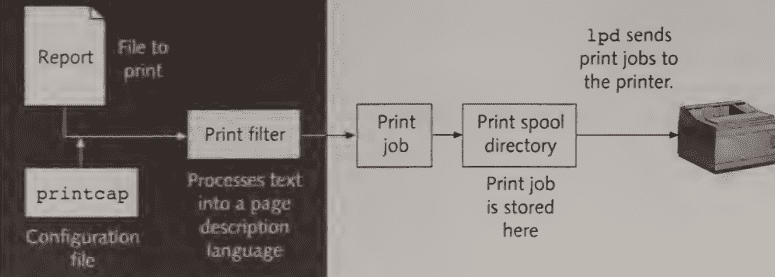 Report
File to
print
lpd sends
print jobs to
the printer.
Print filter
Print
job
Print spool
directory
printcap
Processes text
into a page
description
language
Print job
is stored
here
Configuration
file